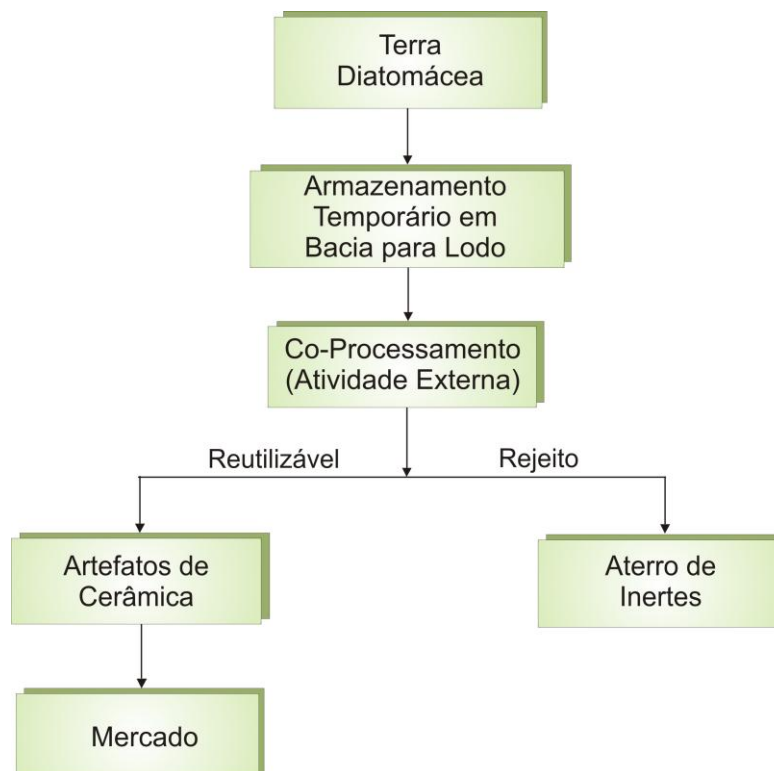 Terra
Diatomácea
Armazenamento
Temporário em
Bacia para Lodo
Co-Processamento
(Atividade Externa)
Reutilizável
Rejeito
Artefatos de
Cerâmica
Aterro de
Inertes
Mercado